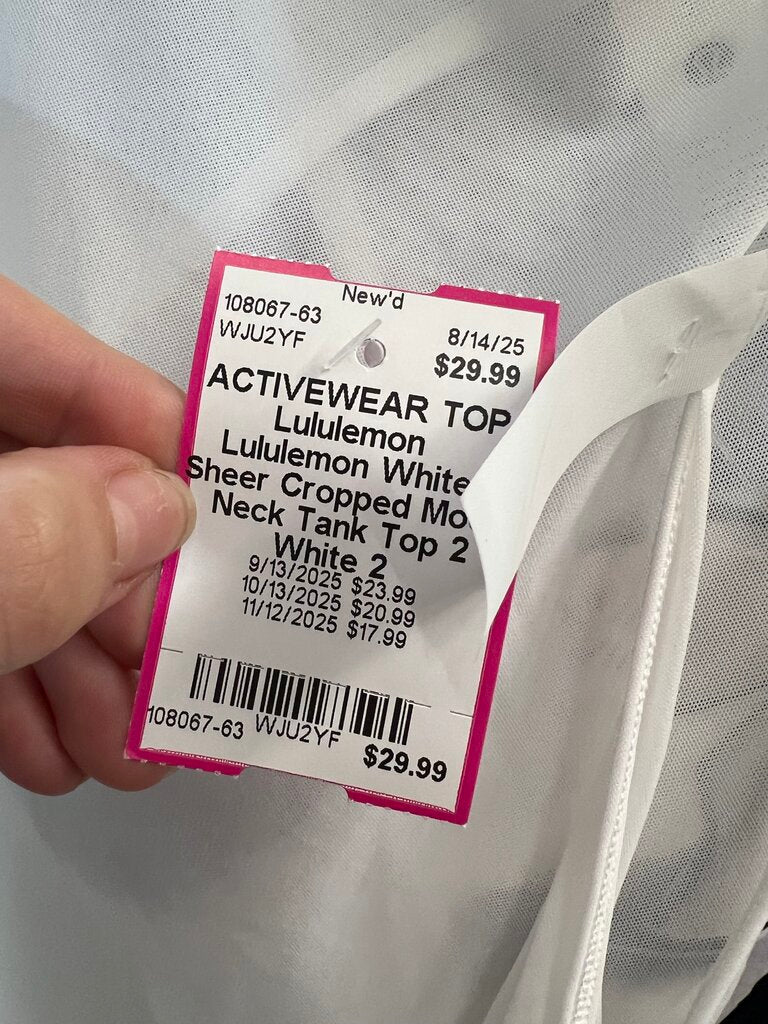 New'd
108067-63
WJU2YF
8/14/25
$29.99
ACTIVEWEAR TOP
Lululemon
Lululemon White
Sheer Cropped
Neck Tank Top 2
White 2
9/13/2025 $23.99
10/13/2025 $20.99
11/12/2025 $17.99
108067-63 WJU2YF $29.99